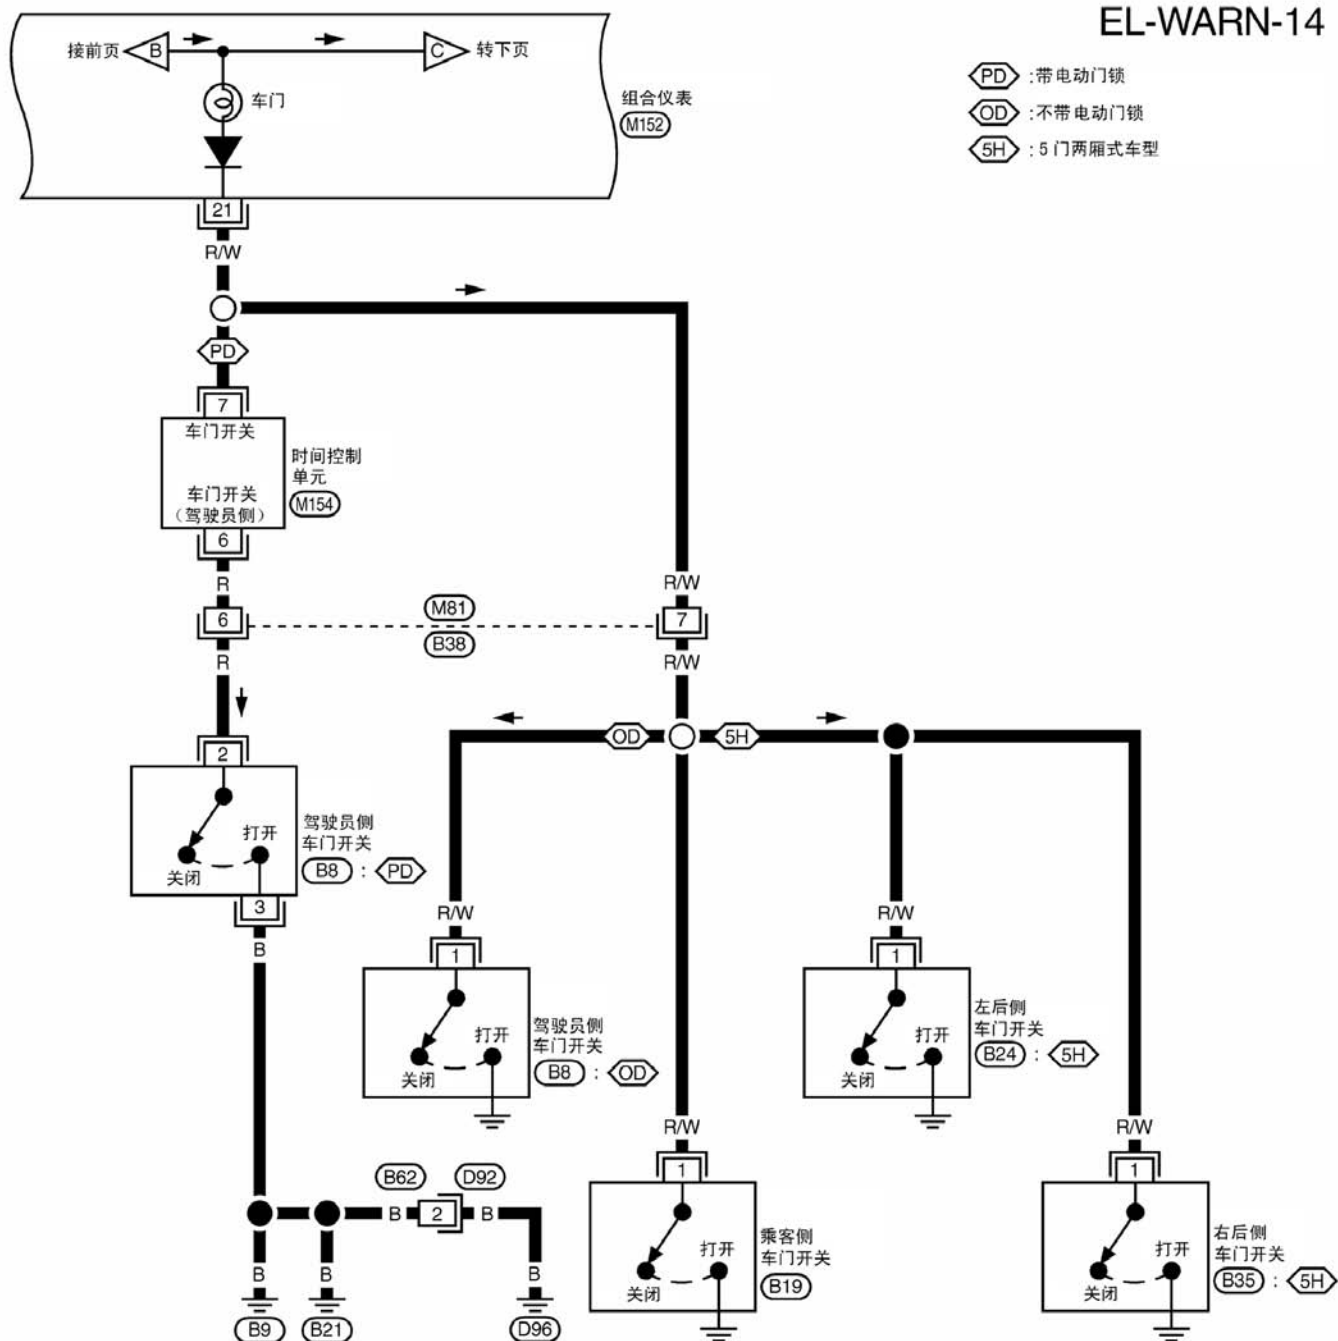 EL-WARN-14
接前页 B C 转下页
PD :带电动门锁
车门
组合仪表
M152
OD :不带电动门锁
5H :5 门两厢式车型
21
R/W
PD
7
车门开关
时间控制
单元
M154
车门开关
（驾驶员侧）
6
R
R/W
6
M81
B38
7
R
R/W
OD
5H
2
打开
关闭
驾驶员侧
车门开关
B8 : PD
3
B
R/W
1
打开
关闭
驾驶员侧
车门开关
B8 : OD
R/W
1
打开
关闭
左后侧
车门开关
B24 : 5H
R/W
1
打开
关闭
乘客侧
车门开关
B19
R/W
1
打开
关闭
右后侧
车门开关
B35 : 5H
B62
D92
B 2 B
B
B
B
B9
B21
D96